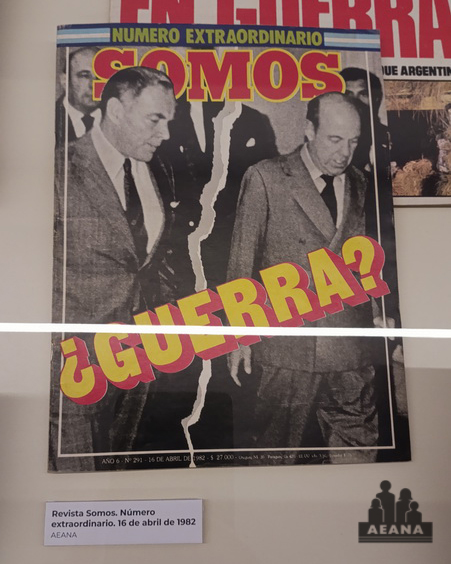 EN GUERRA
NUMERO EXTRAORDINARIO
SOMOS
UE ARGENTIN
¿GUERRA?
AÑO 6 - Nº 291 - 16 DE ABRIL DE 1982 - $ 27.000
Revista Somos. Número
extraordinario. 16 de abril de 1982
AEANA
AEANA